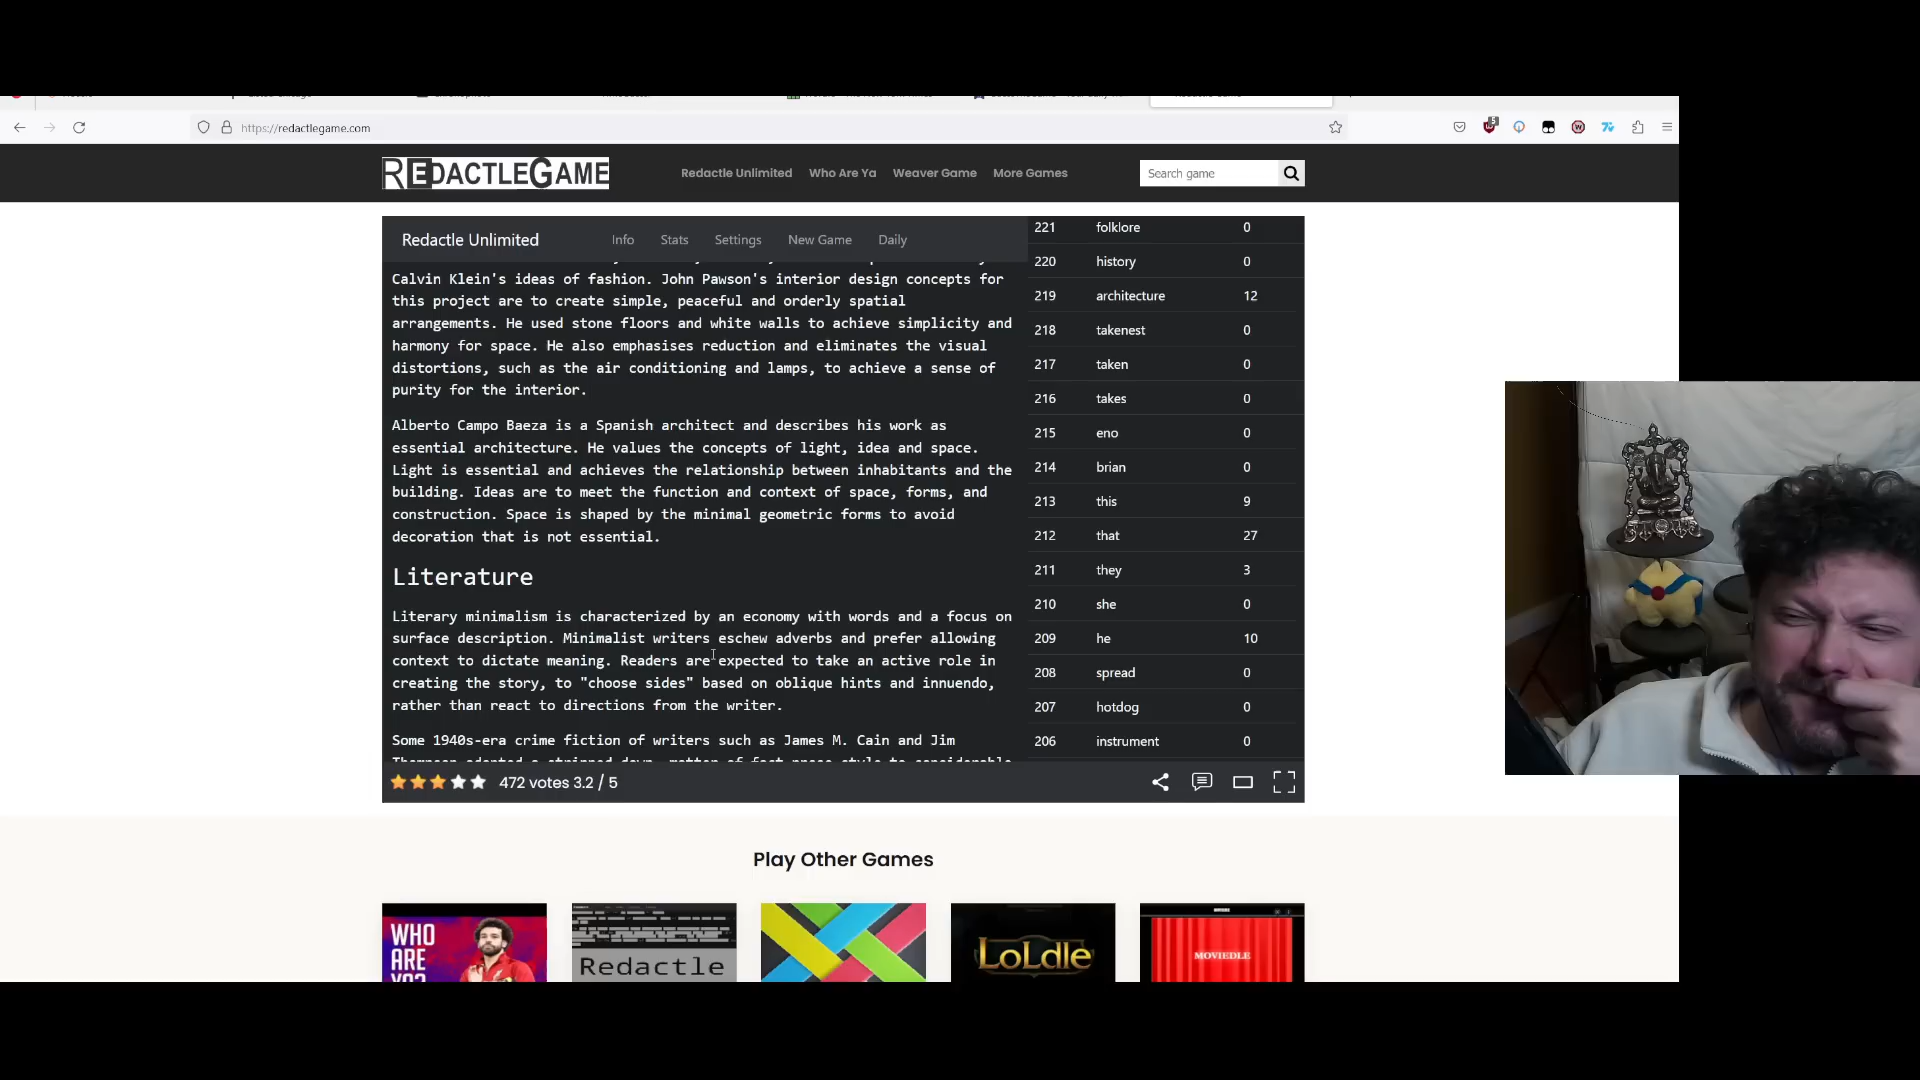 https://redactlegame.com
REDACTLEGAME
Redactle Unlimited Who Are Ya Weaver Game More Games
Search game
Redactle Unlimited Info Stats Settings New Game Daily
Calvin Klein's ideas of fashion. John Pawson's interior design concepts for
this project are to create simple, peaceful and orderly spatial
arrangements. He used stone floors and white walls to achieve simplicity and
harmony for space. He also emphasises reduction and eliminates the visual
distortions, such as the air conditioning and lamps, to achieve a sense of
purity for the interior.
Alberto Campo Baeza is a Spanish architect and describes his work as
essential architecture. He values the concepts of light, idea and space.
Light is essential and achieves the relationship between inhabitants and the
building. Ideas are to meet the function and context of space, forms, and
construction. Space is shaped by the minimal geometric forms to avoid
decoration that is not essential.
Literature
Literary minimalism is characterized by an economy with words and a focus on
surface description. Minimalist writers eschew adverbs and prefer allowing
context to dictate meaning. Readers are expected to take an active role in
creating the story, to "choose sides" based on oblique hints and innuendo,
rather than react to directions from the writer.
Some 1940s-era crime fiction of writers such as James M. Cain and Jim
221 folklore 0
220 history 0
219 architecture 12
218 takenest 0
217 taken 0
216 takes 0
215 eno 0
214 brian 0
213 this 9
212 that 27
211 they 3
210 she 0
209 he 10
208 spread 0
207 hotdog 0
206 instrument 0
472 votes 3.2 / 5
Play Other Games
WHO
ARE
YA?
Redactle
LoLdle
MOVIEDLE